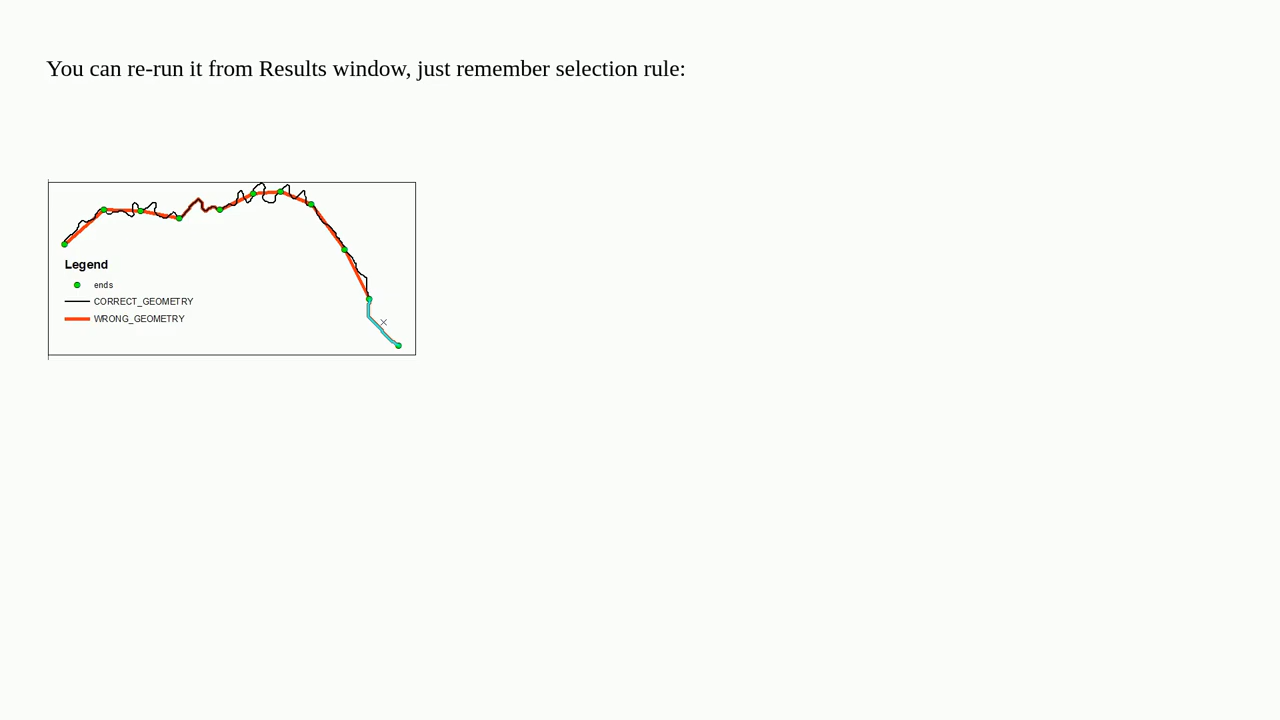 You can re-run it from Results window, just remember selection rule:
Legend
ends
CORRECT_GEOMETRY
WRONG_GEOMETRY